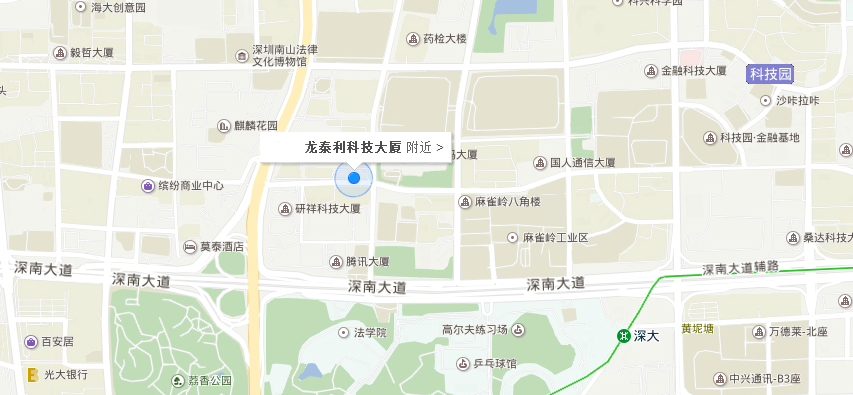 海大创意园
科兴科学园
药检大楼
毅哲大厦
深圳南山法律
文化博物馆
金融科技大厦
科技园
沙咔拉咔
头
麒麟花园
科技园·金融基地
龙泰利科技大厦 附近 >
大厦
国人通信大厦
缤纷商业中心
麻雀岭八角楼
研祥科技大厦
麻雀岭工业区
桑达科技大
莫泰酒店
腾讯大厦
深南大道
深南大道
深南大道
深南大道
深南大道辅路
法学院
高尔夫练习场
深大
黄坭塘
万德莱-北座
百安居
乒乓球馆
光大银行
荔香公园
中兴通讯-B3座